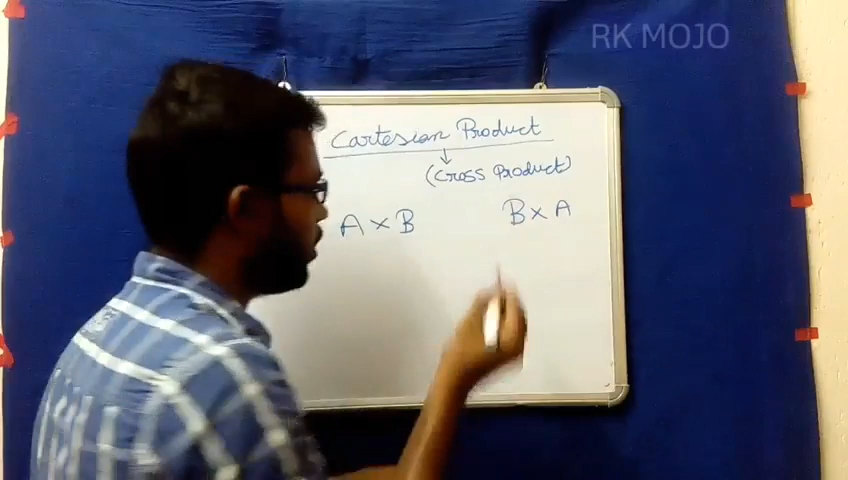 RK MOJO
Cartesian Product
(Cross Product)
A × B B × A